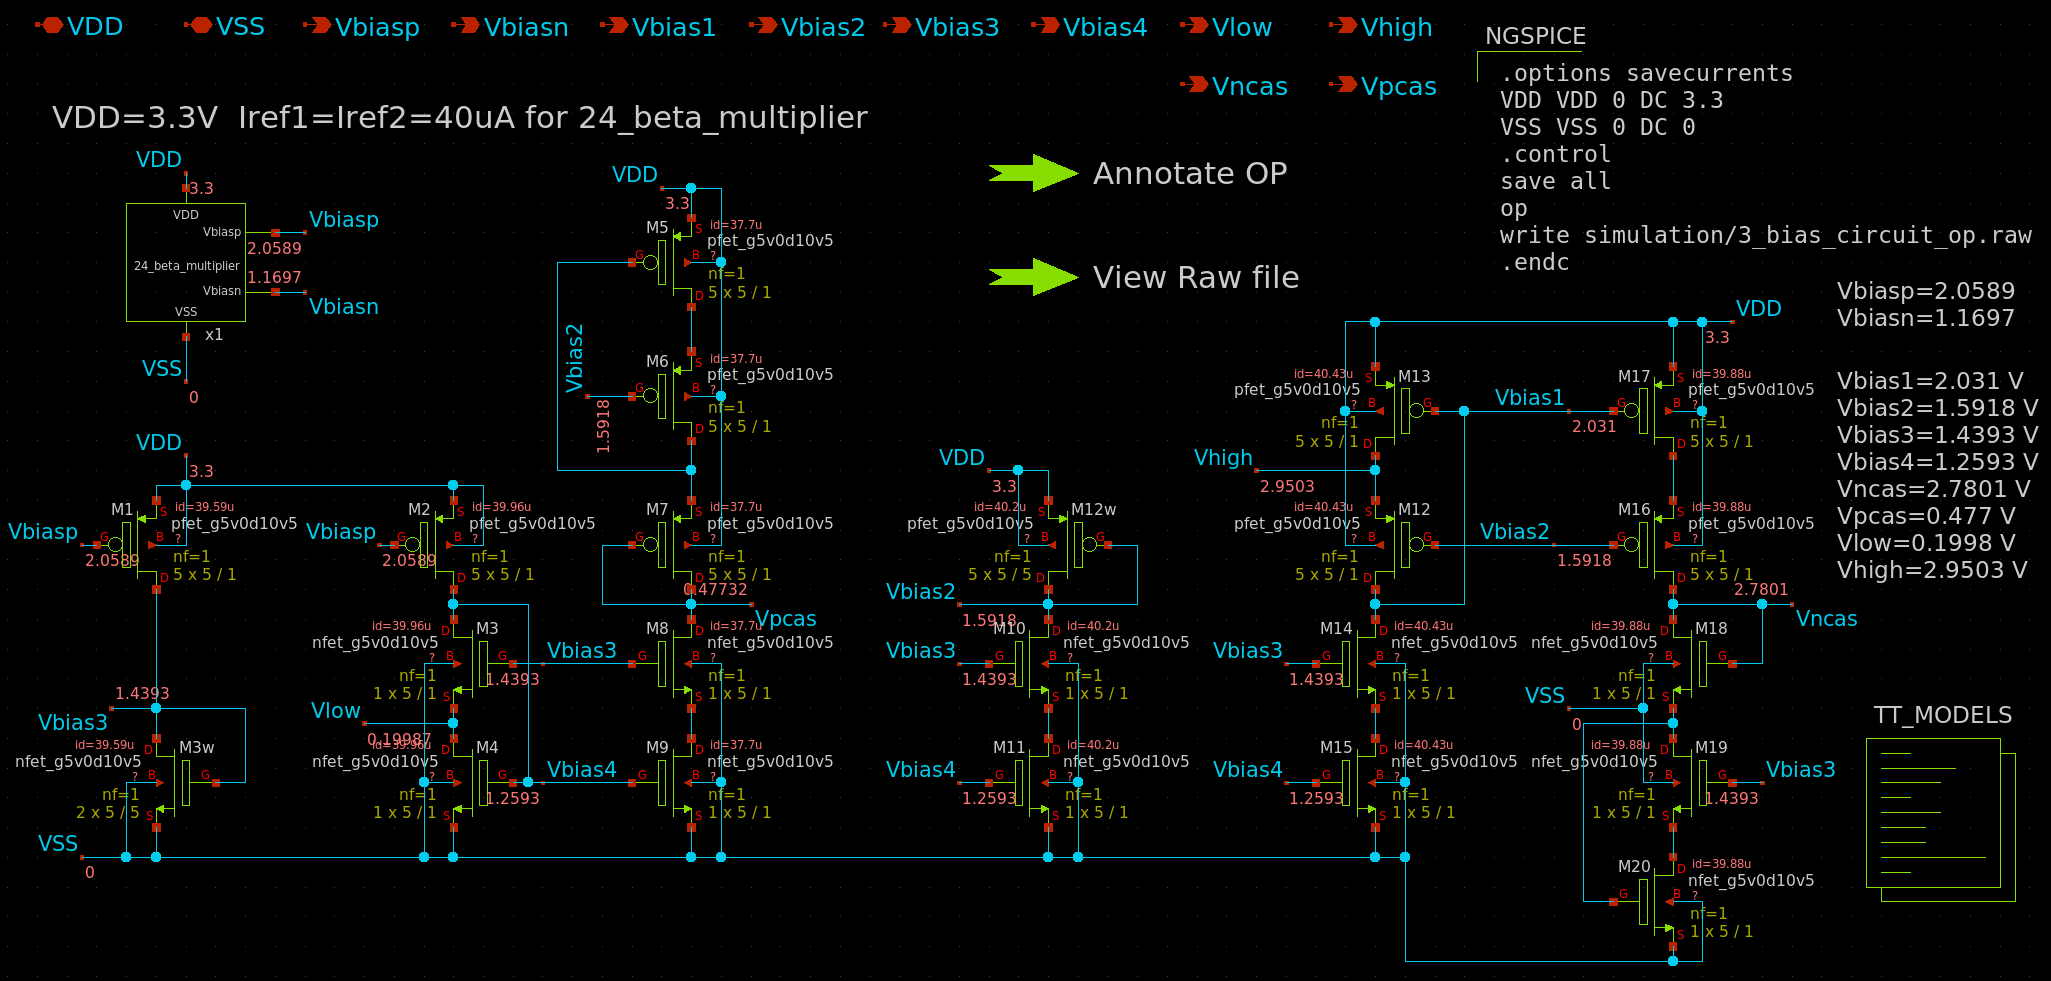 VDD
VSS
Vbiasp
Vbiasn
Vbias1
Vbias2
Vbias3
Vbias4
Vlow
Vhigh
Vncas
Vpcas
NGSPICE
.options savecurrents
VDD VDD 0 DC 3.3
VSS VSS 0 DC 0
.control
save all
op
write simulation/3_bias_circuit_op.raw
.endc
VDD=3.3V  Iref1=Iref2=40uA for 24_beta_multiplier
Annotate OP
View Raw file
Vbiasp=2.0589
Vbiasn=1.1697
Vbias1=2.031 V
Vbias2=1.5918 V
Vbias3=1.4393 V
Vbias4=1.2593 V
Vncas=2.7801 V
Vpcas=0.477 V
Vlow=0.1998 V
Vhigh=2.9503 V
TT_MODELS
VDD
3.3
VDD
Vbiasp
Vbiasp
2.0589
24_beta_multiplier
1.1697
Vbiasn
Vbiasn
VSS
x1
VSS
0
VDD
3.3
M5
S
id=37.7u
pfet_g5v0d10v5
G
B
?
nf=1
5 x 5 / 1
D
Vbias2
1.5918
M6
S
id=37.7u
pfet_g5v0d10v5
G
B
?
nf=1
5 x 5 / 1
D
VDD
3.3
M1
S
id=39.59u
pfet_g5v0d10v5
Vbiasp
G
B
?
2.0589
nf=1
5 x 5 / 1
D
M2
S
id=39.96u
pfet_g5v0d10v5
Vbiasp
G
B
?
2.0589
nf=1
5 x 5 / 1
D
M7
S
id=37.7u
pfet_g5v0d10v5
G
B
?
nf=1
5 x 5 / 1
D
0.47732
Vpcas
VDD
3.3
M12w
S
id=40.2u
pfet_g5v0d10v5
G
B
?
nf=1
5 x 5 / 5
D
Vbias2
1.5918
VDD
3.3
M13
S
id=40.43u
pfet_g5v0d10v5
G
B
?
nf=1
5 x 5 / 1
D
Vbias1
2.031
M17
S
id=39.88u
pfet_g5v0d10v5
G
B
?
nf=1
5 x 5 / 1
D
Vhigh
2.9503
M12
S
id=40.43u
pfet_g5v0d10v5
G
B
?
nf=1
5 x 5 / 1
D
Vbias2
1.5918
M16
S
id=39.88u
pfet_g5v0d10v5
G
B
?
nf=1
5 x 5 / 1
D
2.7801
Vncas
M3
D
id=39.96u
nfet_g5v0d10v5
G
B
?
nf=1
1 x 5 / 1
S
Vbias3
1.4393
M8
D
id=37.7u
nfet_g5v0d10v5
G
B
?
nf=1
1 x 5 / 1
S
M10
D
id=40.2u
nfet_g5v0d10v5
Vbias3
G
B
?
1.4393
nf=1
1 x 5 / 1
S
M14
D
id=40.43u
nfet_g5v0d10v5
Vbias3
G
B
?
1.4393
nf=1
1 x 5 / 1
S
M18
D
id=39.88u
nfet_g5v0d10v5
G
B
?
nf=1
1 x 5 / 1
S
1.4393
Vbias3
M3w
D
id=39.59u
nfet_g5v0d10v5
G
B
?
nf=1
2 x 5 / 5
S
Vlow
0.19987
M4
D
id=39.96u
nfet_g5v0d10v5
G
B
?
nf=1
1 x 5 / 1
S
Vbias4
1.2593
M9
D
id=37.7u
nfet_g5v0d10v5
G
B
?
nf=1
1 x 5 / 1
S
M11
D
id=40.2u
nfet_g5v0d10v5
Vbias4
G
B
?
1.2593
nf=1
1 x 5 / 1
S
M15
D
id=40.43u
nfet_g5v0d10v5
Vbias4
G
B
?
1.2593
nf=1
1 x 5 / 1
S
VSS
0
M19
D
id=39.88u
nfet_g5v0d10v5
G
B
?
Vbias3
1.4393
nf=1
1 x 5 / 1
S
VSS
0
M20
D
id=39.88u
nfet_g5v0d10v5
G
B
?
nf=1
1 x 5 / 1
S